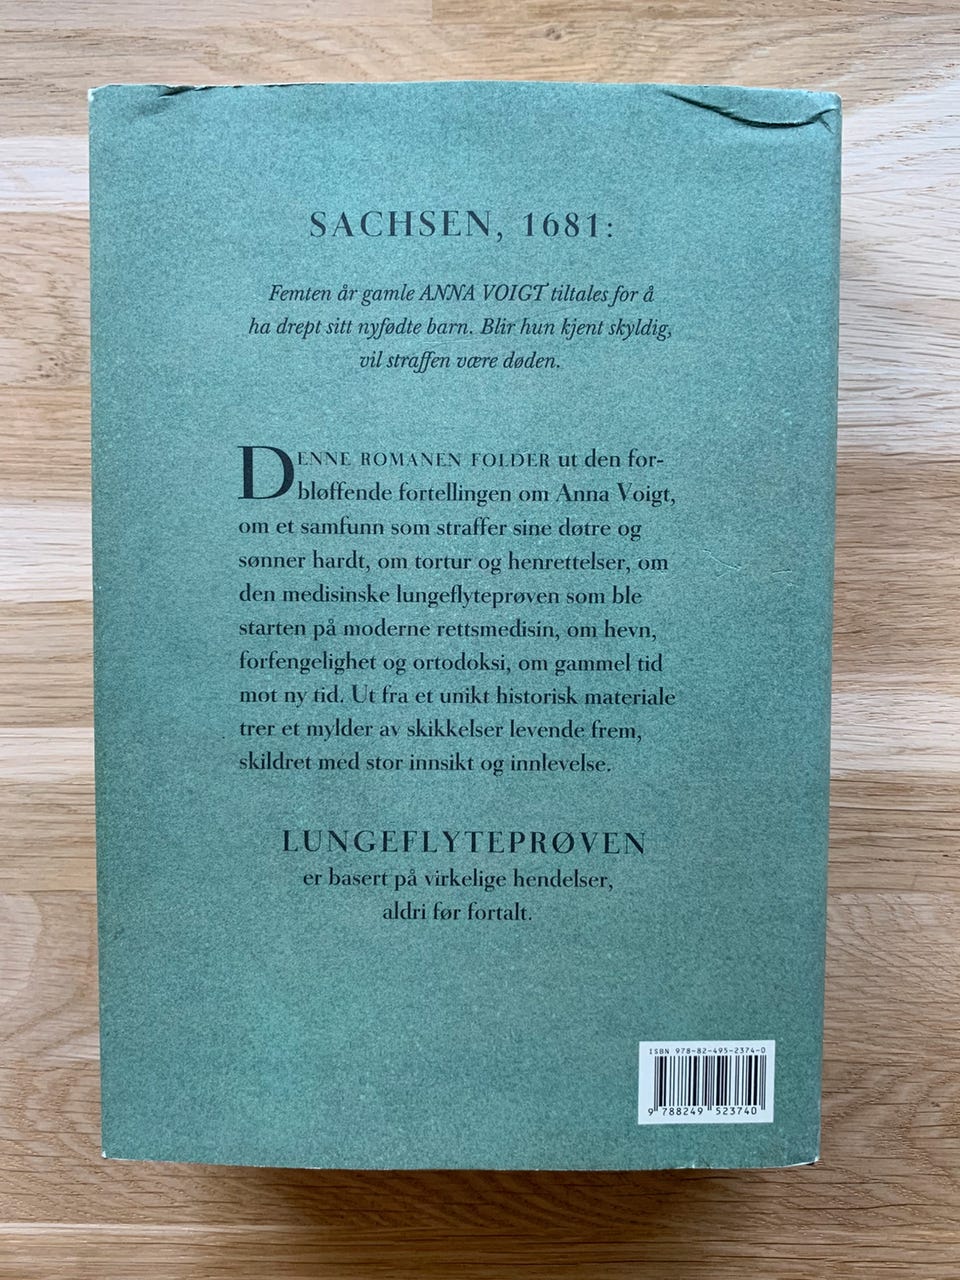 SACHSEN, 1681:
Femten år gamle ANNA VOIGT tiltales for å
ha drept sitt nyfødte barn. Blir hun kjent skyldig,
vil straffen være døden.
DENNE ROMANEN FOLDER ut den for-
bløffende fortellingen om Anna Voigt,
om et samfunn som straffer sine døtre og
sønner hardt, om tortur og henrettelser, om
den medisinske lungeflyteprøven som ble
starten på moderne rettsmedisin, om hevn,
forfengelighet og ortodoksi, om gammel tid
mot ny tid. Ut fra et unikt historisk materiale
trer et mylder av skikkelser levende frem,
skildret med stor innsikt og innlevelse.
LUNGEFLYTEPRØVEN
er basert på virkelige hendelser,
aldri før fortalt.
ISBN 978-82-495-2374-0
9 788249 523740